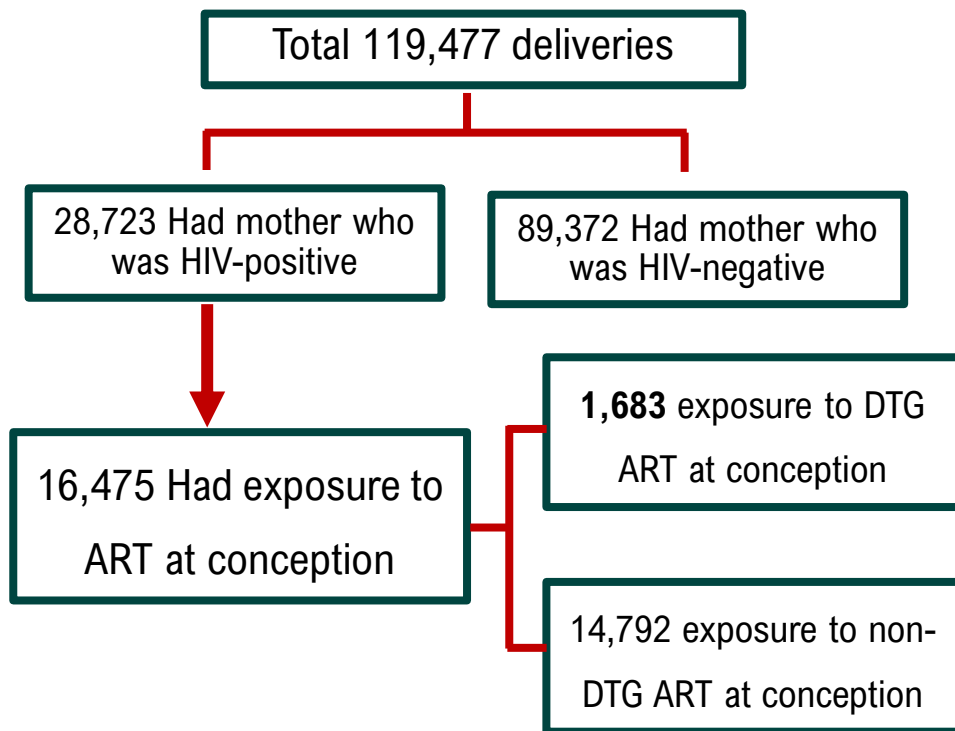 Total 119,477 deliveries
28,723 Had mother who
was HIV-positive
89,372 Had mother who
was HIV-negative
16,475 Had exposure to
ART at conception
1,683 exposure to DTG
ART at conception
14,792 exposure to non-
DTG ART at conception